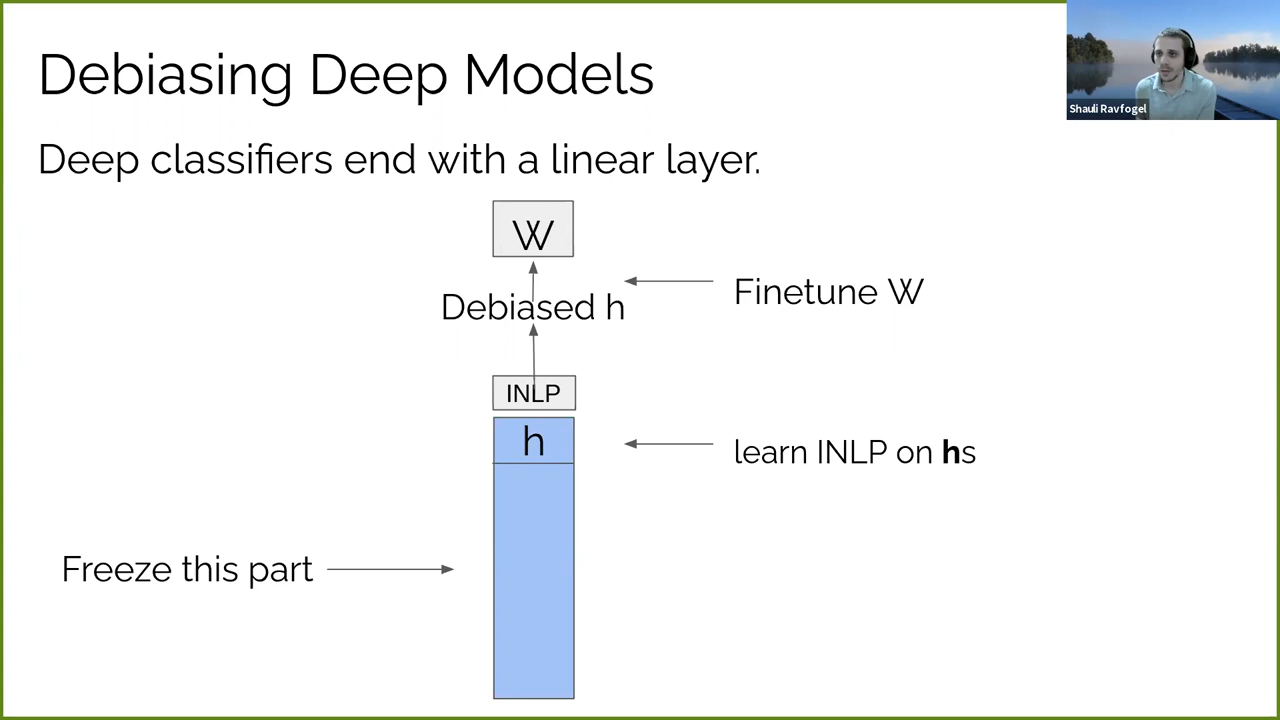 Debiasing Deep Models
Shauli Ravfogel
Deep classifiers end with a linear layer.
W
Debiased h
Finetune W
INLP
h
learn INLP on hs
Freeze this part